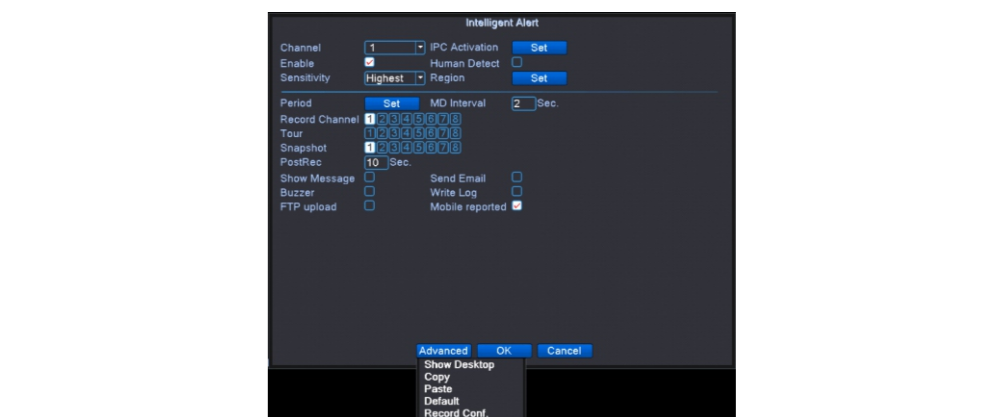 Intelligent Alert
Channel 1 IPC Activation Set
Enable Human Detect
Sensitivity Highest Region Set
Period Set MD Interval 2 Sec.
Record Channel 1 2 3 4 5 6 7 8
Tour 1 2 3 4 5 6 7 8
Snapshot 1 2 3 4 5 6 7 8
PostRec 10 Sec.
Show Message Send Email
Buzzer Write Log
FTP upload Mobile reported
Advanced OK Cancel
Show Desktop
Copy
Paste
Default
Record Conf.